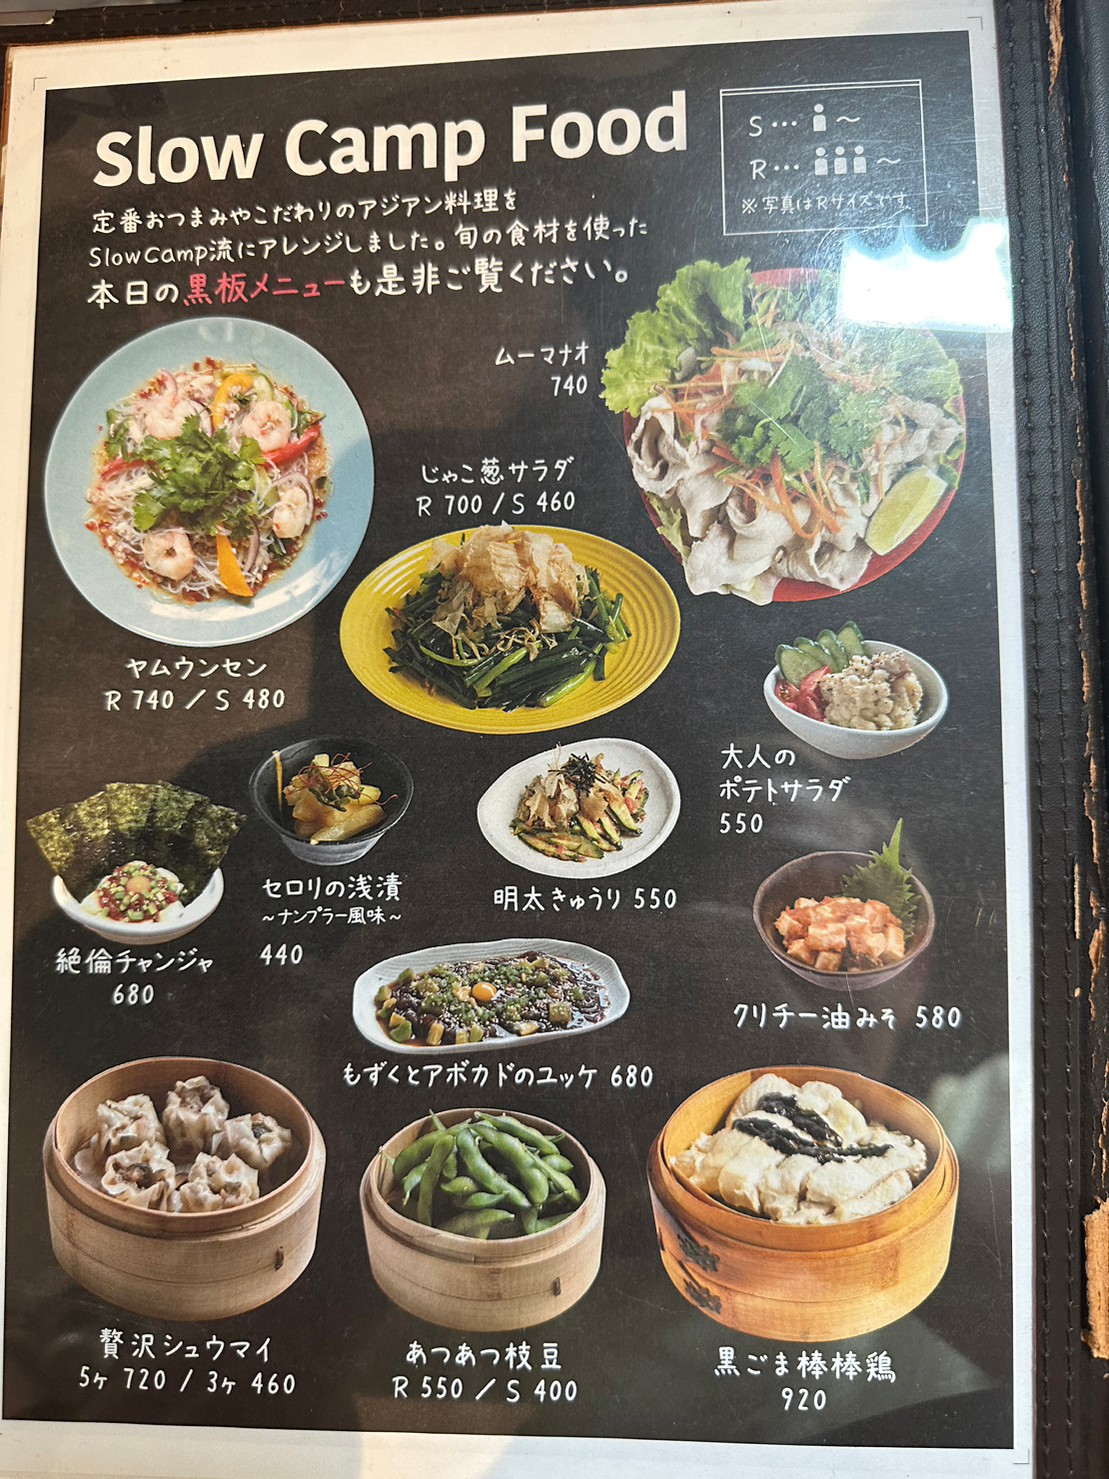 Slow Camp Food
S… 〜
R… 〜
※写真はRサイズです
定番おつまみやこだわりのアジアン料理を
SlowCamp流にアレンジしました。旬の食材を使った
本日の黒板メニューも是非ご覧ください。
ムーマナオ
740
じゃこ葱サラダ
R 700 / S 460
ヤムウンセン
R 740 / S 480
大人の
ポテトサラダ
550
セロリの浅漬
〜ナンプラー風味〜
440
明太きゅうり 550
絶倫チャンジャ
680
クリチー油みそ 580
もずくとアボカドのユッケ 680
贅沢シュウマイ
5ヶ 720 / 3ヶ 460
あつあつ枝豆
R 550 / S 400
黒ごま棒棒鶏
920